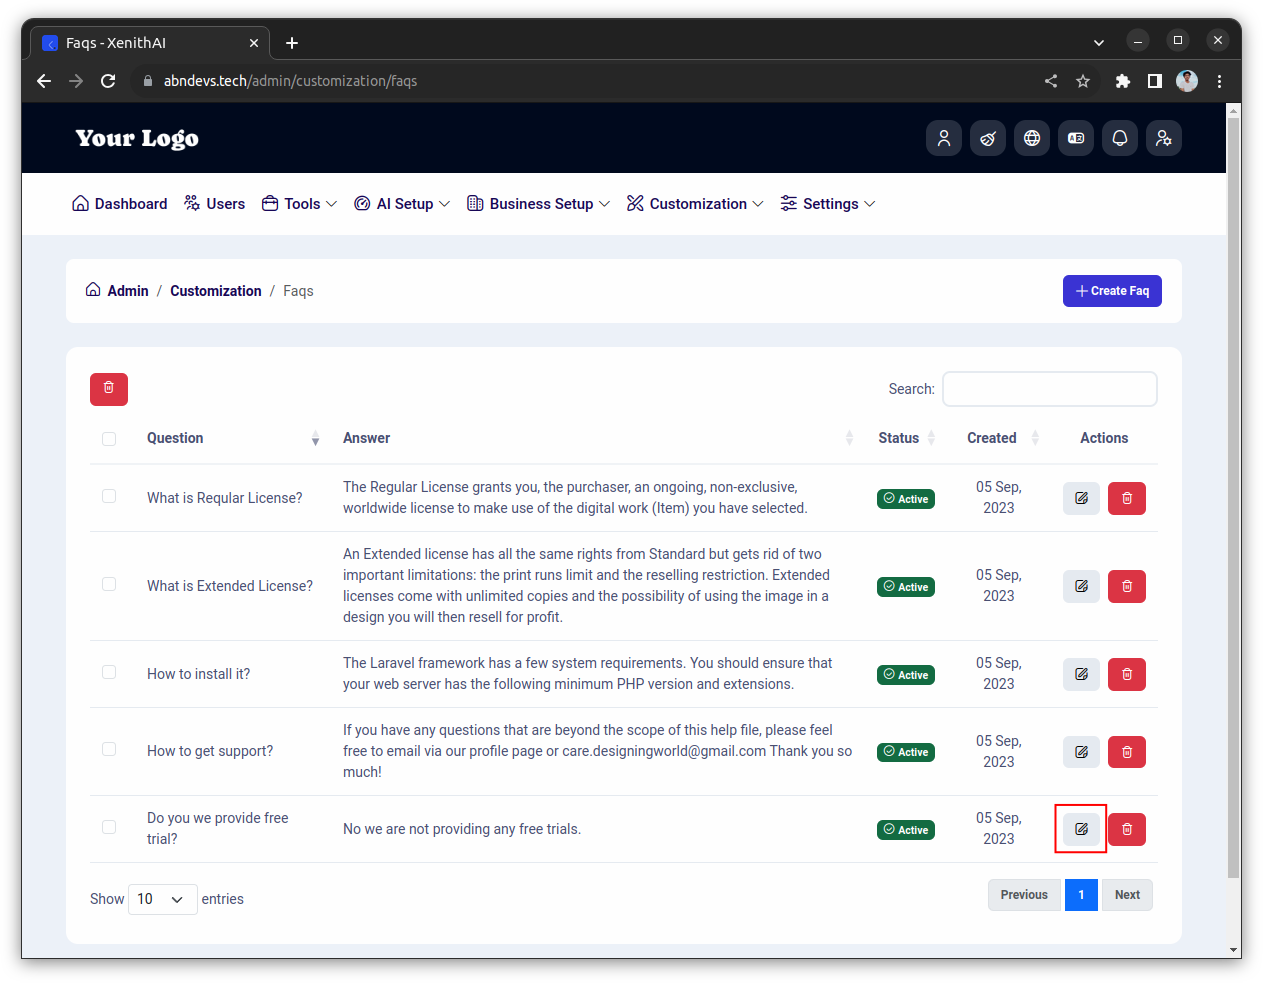 Faqs - XenithAI
abndevs.tech/admin/customization/faqs
Your Logo
Dashboard Users Tools AI Setup Business Setup Customization Settings
Admin / Customization / Faqs
Create Faq
Search:
Question Answer Status Created Actions
What is Reqular License?
The Regular License grants you, the purchaser, an ongoing, non-exclusive,
worldwide license to make use of the digital work (Item) you have selected.
Active
05 Sep,
2023
What is Extended License?
An Extended license has all the same rights from Standard but gets rid of two
important limitations: the print runs limit and the reselling restriction. Extended
licenses come with unlimited copies and the possibility of using the image in a
design you will then resell for profit.
Active
05 Sep,
2023
How to install it?
The Laravel framework has a few system requirements. You should ensure that
your web server has the following minimum PHP version and extensions.
Active
05 Sep,
2023
How to get support?
If you have any questions that are beyond the scope of this help file, please feel
free to email via our profile page or care.designingworld@gmail.com Thank you so
much!
Active
05 Sep,
2023
Do you we provide free
trial?
No we are not providing any free trials.
Active
05 Sep,
2023
Show 10 entries
Previous 1 Next